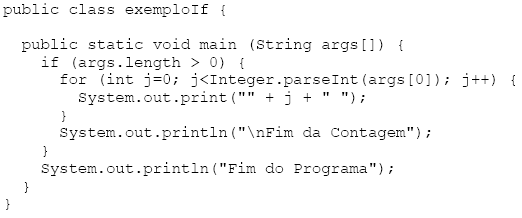 public class exemploIf {
  public static void main (String args[]) {
    if (args.length > 0) {
      for (int j=0; j<Integer.parseInt(args[0]); j++) {
        System.out.print("" + j + " ");
      }
      System.out.println("\nFim da Contagem");
    }
    System.out.println("Fim do Programa");
  }
}